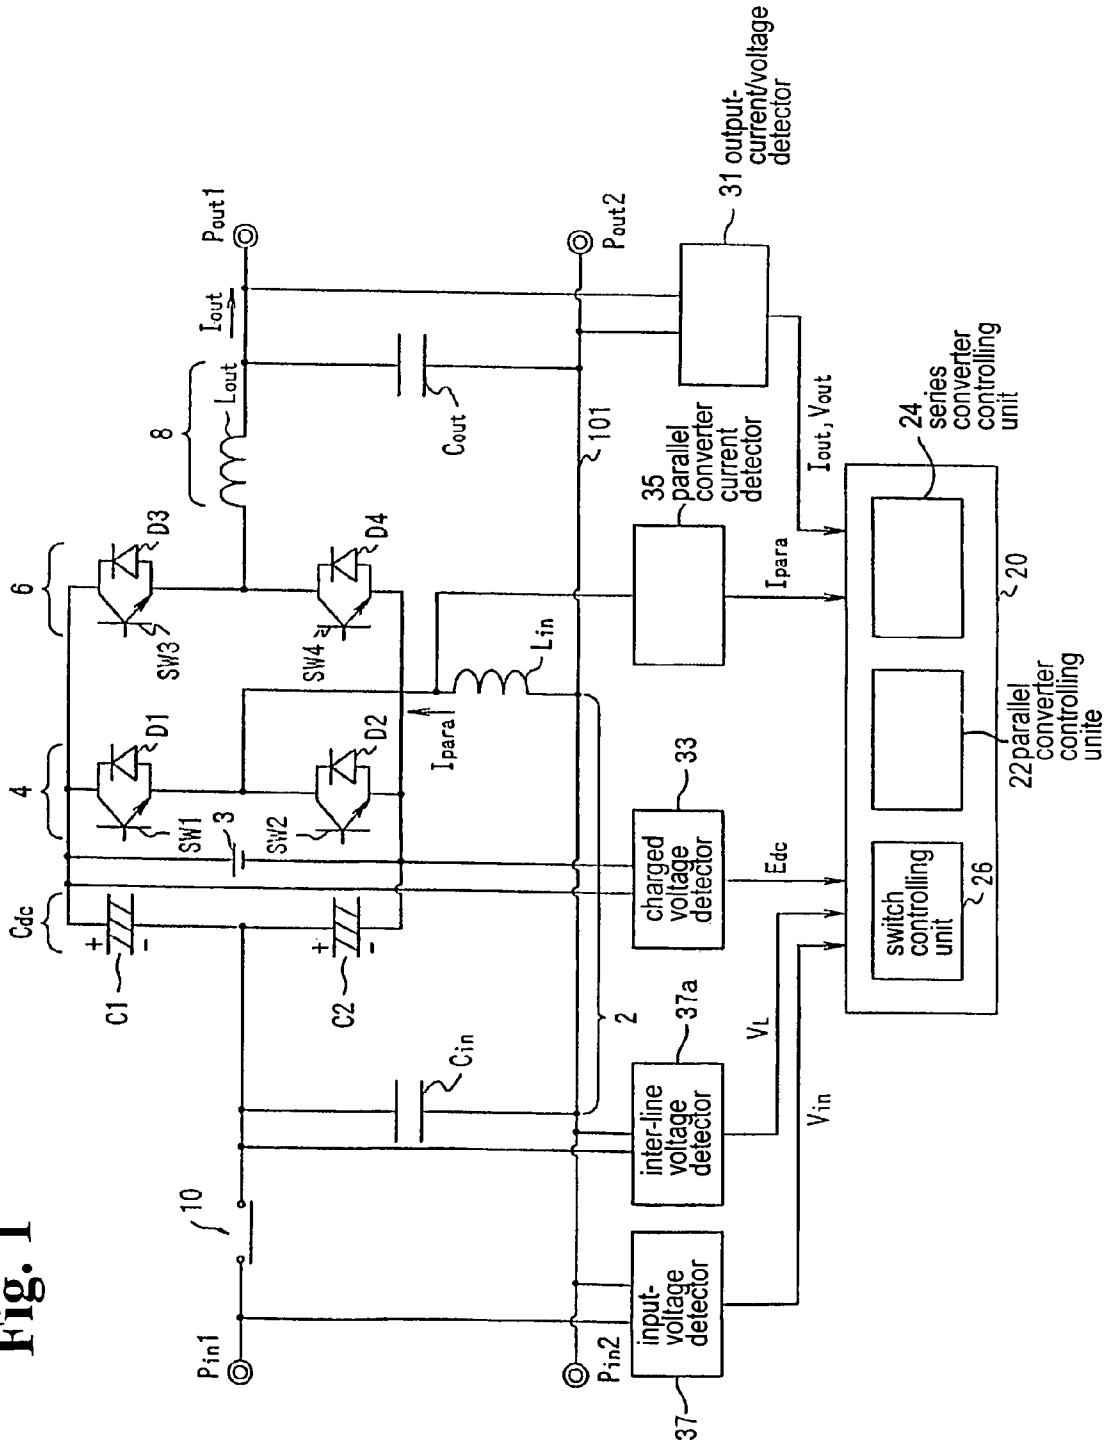 Fig. 1
Cdc
4
6
8
C1
+
-
C2
+
-
3
SW1
D1
SW2
D2
SW3
D3
SW4
D4
Lout
Iout
Pout1
Pout2
Cout
101
Lin
Ipara
Cin
2
10
Pin1
Pin2
37
input-
voltage
detector
37a
inter-line
voltage
detector
33
charged
voltage
detector
35
parallel
converter
current
detector
31 output-
current/voltage
detector
Vin
VL
Edc
Ipara
Iout, Vout
switch
controlling
unit
26
22 parallel
converter
controlling
unite
24
series
converter
controlling
unit
20